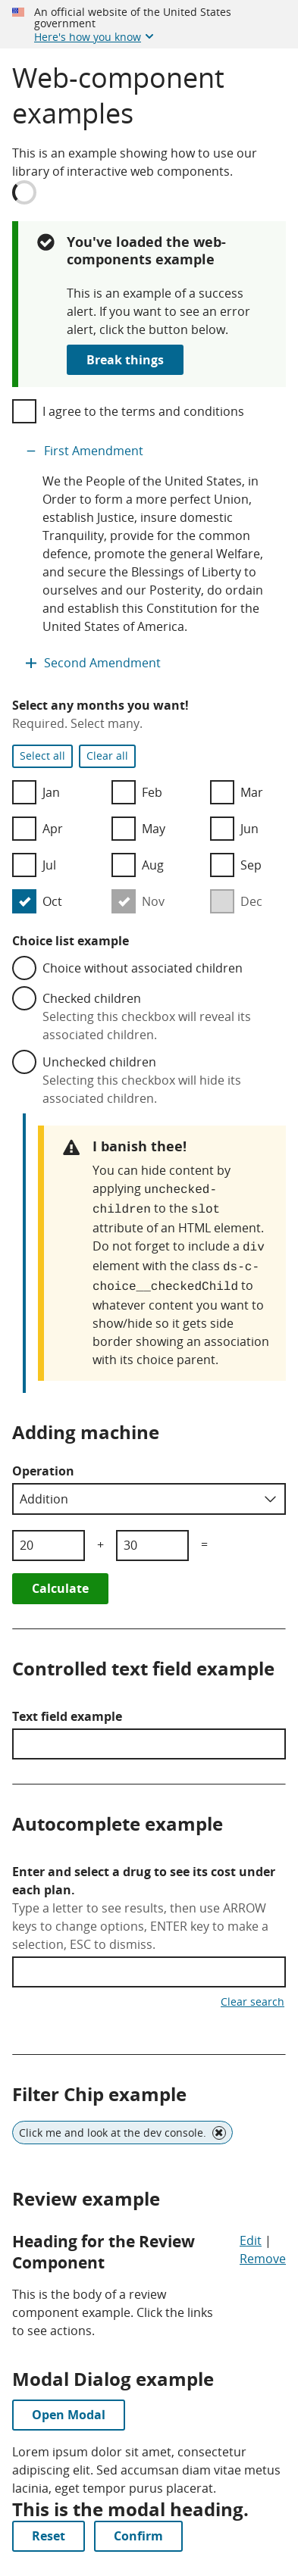 An official website of the United States
government
Here's how you know
Web-component
examples
This is an example showing how to use our
library of interactive web components.
You've loaded the web-
components example
This is an example of a success
alert. If you want to see an error
alert, click the button below.
Break things
I agree to the terms and conditions
First Amendment
We the People of the United States, in
Order to form a more perfect Union,
establish Justice, insure domestic
Tranquility, provide for the common
defence, promote the general Welfare,
and secure the Blessings of Liberty to
ourselves and our Posterity, do ordain
and establish this Constitution for the
United States of America.
Second Amendment
Select any months you want!
Required. Select many.
Select all Clear all
Jan Feb Mar
Apr May Jun
Jul Aug Sep
Oct Nov Dec
Choice list example
Choice without associated children
Checked children
Selecting this checkbox will reveal its
associated children.
Unchecked children
Selecting this checkbox will hide its
associated children.
I banish thee!
You can hide content by
applying unchecked-
children to the slot
attribute of an HTML element.
Do not forget to include a div
element with the class ds-c-
choice__checkedChild to
whatever content you want to
show/hide so it gets side
border showing an association
with its choice parent.
Adding machine
Operation
Addition
20 + 30 =
Calculate
Controlled text field example
Text field example
Autocomplete example
Enter and select a drug to see its cost under
each plan.
Type a letter to see results, then use ARROW
keys to change options, ENTER key to make a
selection, ESC to dismiss.
Clear search
Filter Chip example
Click me and look at the dev console.
Review example
Heading for the Review
Component
Edit |
Remove
This is the body of a review
component example. Click the links
to see actions.
Modal Dialog example
Open Modal
Lorem ipsum dolor sit amet, consectetur
adipiscing elit. Sed accumsan diam vitae metus
lacinia, eget tempor purus placerat.
This is the modal heading.
Reset Confirm